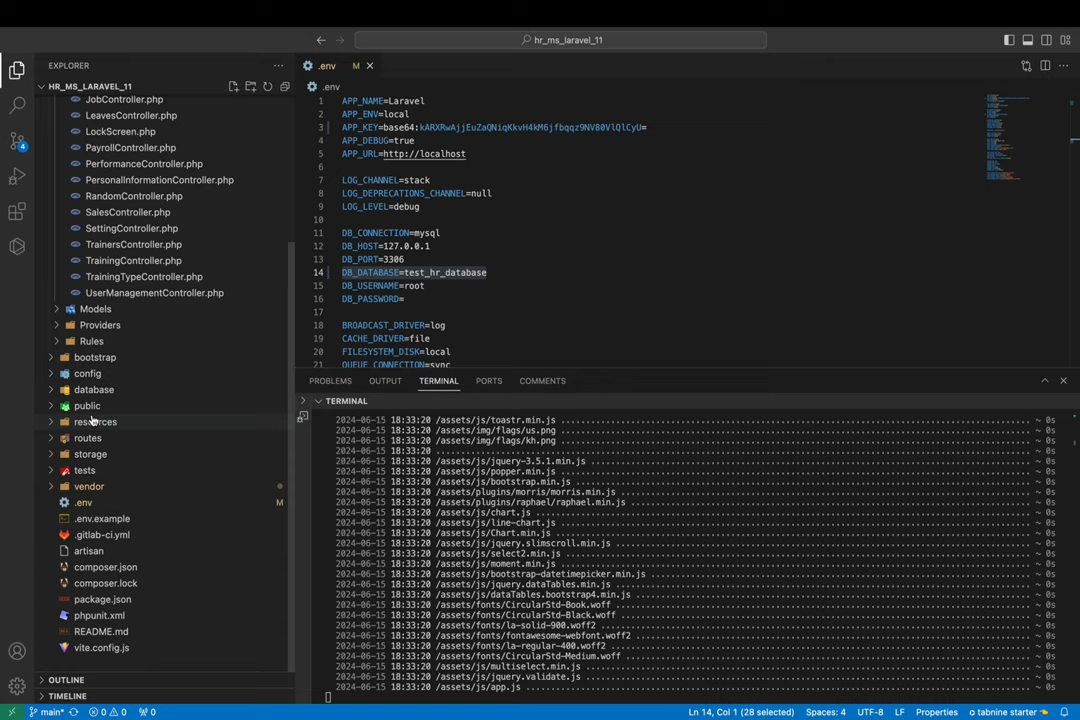 hr_ms_laravel_11
EXPLORER
HR_MS_LARAVEL_11
JobController.php
LeavesController.php
LockScreen.php
PayrollController.php
PerformanceController.php
PersonalInformationController.php
RandomController.php
SalesController.php
SettingController.php
TrainersController.php
TrainingController.php
TrainingTypeController.php
UserManagementController.php
Models
Providers
Rules
bootstrap
config
database
public
resources
routes
storage
tests
vendor
.env M
.env.example
.gitlab-ci.yml
artisan
composer.json
composer.lock
package.json
phpunit.xml
README.md
vite.config.js
OUTLINE
TIMELINE
4
.env M
.env
1 APP_NAME=Laravel
2 APP_ENV=local
3 APP_KEY=base64:kARXRwAjjEuZaQNiqKkvH4kM6jfbqqz9NV80VlQlCyU=
4 APP_DEBUG=true
5 APP_URL=http://localhost
6
7 LOG_CHANNEL=stack
8 LOG_DEPRECATIONS_CHANNEL=null
9 LOG_LEVEL=debug
10
11 DB_CONNECTION=mysql
12 DB_HOST=127.0.0.1
13 DB_PORT=3306
14 DB_DATABASE=test_hr_database
15 DB_USERNAME=root
16 DB_PASSWORD=
17
18 BROADCAST_DRIVER=log
19 CACHE_DRIVER=file
20 FILESYSTEM_DISK=local
21 QUEUE_CONNECTION=sync
PROBLEMS OUTPUT TERMINAL PORTS COMMENTS
TERMINAL
2024-06-15 18:33:20 /assets/js/toastr.min.js ~ 0s
2024-06-15 18:33:20 /assets/img/flags/us.png ~ 0s
2024-06-15 18:33:20 /assets/img/flags/kh.png ~ 0s
2024-06-15 18:33:20 ~ 0s
2024-06-15 18:33:20 /assets/js/jquery-3.5.1.min.js ~ 0s
2024-06-15 18:33:20 /assets/js/popper.min.js ~ 0s
2024-06-15 18:33:20 /assets/js/bootstrap.min.js ~ 0s
2024-06-15 18:33:20 /assets/plugins/morris/morris.min.js ~ 0s
2024-06-15 18:33:20 /assets/plugins/raphael/raphael.min.js ~ 0s
2024-06-15 18:33:20 /assets/js/chart.js ~ 0s
2024-06-15 18:33:20 /assets/js/line-chart.js ~ 0s
2024-06-15 18:33:20 /assets/js/Chart.min.js ~ 0s
2024-06-15 18:33:20 /assets/js/jquery.slimscroll.min.js ~ 0s
2024-06-15 18:33:20 /assets/js/select2.min.js ~ 0s
2024-06-15 18:33:20 /assets/js/moment.min.js ~ 0s
2024-06-15 18:33:20 /assets/js/bootstrap-datetimepicker.min.js ~ 0s
2024-06-15 18:33:20 /assets/js/jquery.dataTables.min.js ~ 0s
2024-06-15 18:33:20 /assets/js/dataTables.bootstrap4.min.js ~ 0s
2024-06-15 18:33:20 /assets/fonts/CircularStd-Book.woff ~ 0s
2024-06-15 18:33:20 /assets/fonts/CircularStd-Black.woff ~ 0s
2024-06-15 18:33:20 /assets/fonts/la-solid-900.woff2 ~ 0s
2024-06-15 18:33:20 /assets/fonts/fontawesome-webfont.woff2 ~ 0s
2024-06-15 18:33:20 /assets/fonts/la-regular-400.woff2 ~ 0s
2024-06-15 18:33:20 /assets/fonts/CircularStd-Medium.woff ~ 0s
2024-06-15 18:33:20 /assets/js/multiselect.min.js ~ 0s
2024-06-15 18:33:20 /assets/js/jquery.validate.js ~ 0s
2024-06-15 18:33:20 /assets/js/app.js ~ 0s
main* 0 0 0 Ln 14, Col 1 (28 selected) Spaces: 4 UTF-8 LF Properties tabnine starter